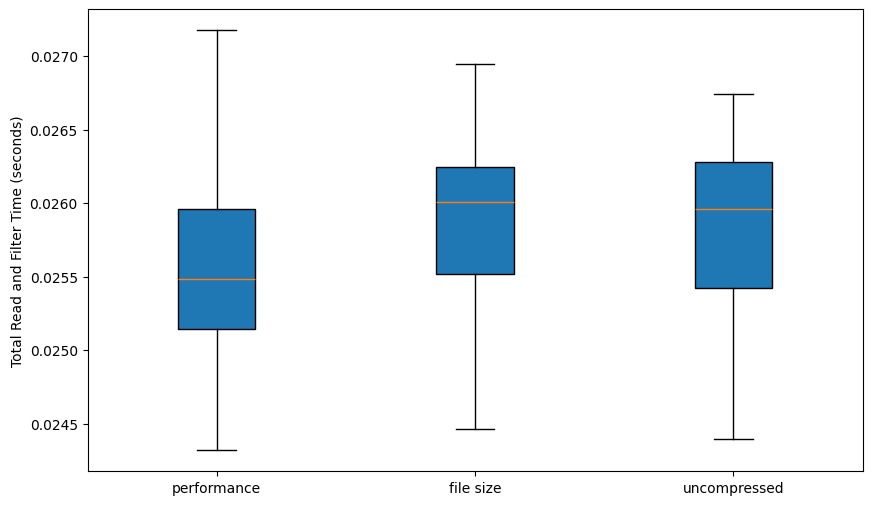 Total Read and Filter Time (seconds)
0.0270
0.0265
0.0260
0.0255
0.0250
0.0245
performance
file size
uncompressed